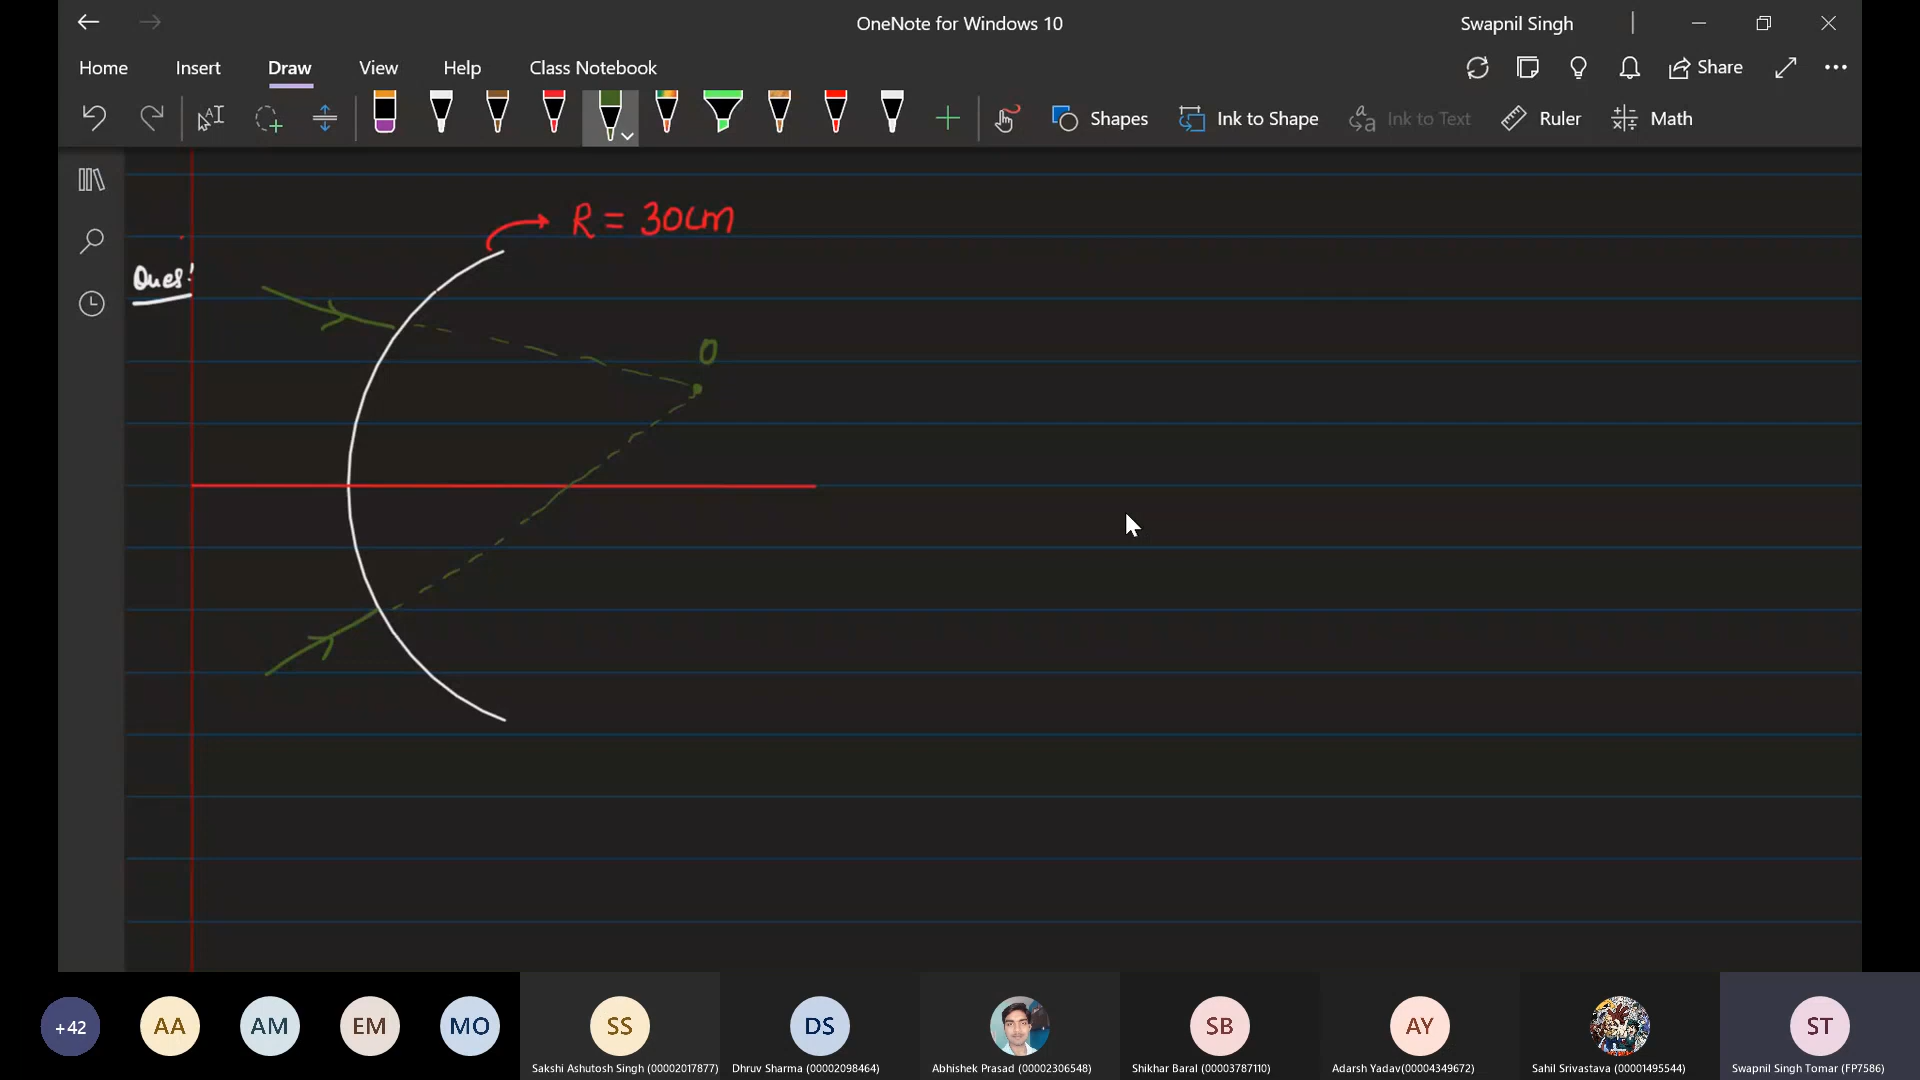 OneNote for Windows 10
Swapnil Singh
Home Insert Draw View Help Class Notebook
Share
Shapes Ink to Shape Ink to Text Ruler Math
R = 30cm
Ques!
O
+42 AA AM EM MO SS DS SB AY ST
Sakshi Ashutosh Singh (00002017877) Dhruv Sharma (00002098464) Abhishek Prasad (00002306548) Shikhar Baral (00003787110) Adarsh Yadav(00004349672) Sahil Srivastava (00001495544) Swapnil Singh Tomar (FP7586)